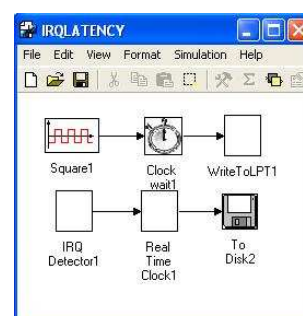 IRQLATENCY
File Edit View Format Simulation Help
Square1
Clock
wait1
WriteToLPT1
IRQ
Detector1
Real
Time
Clock1
To
Disk2